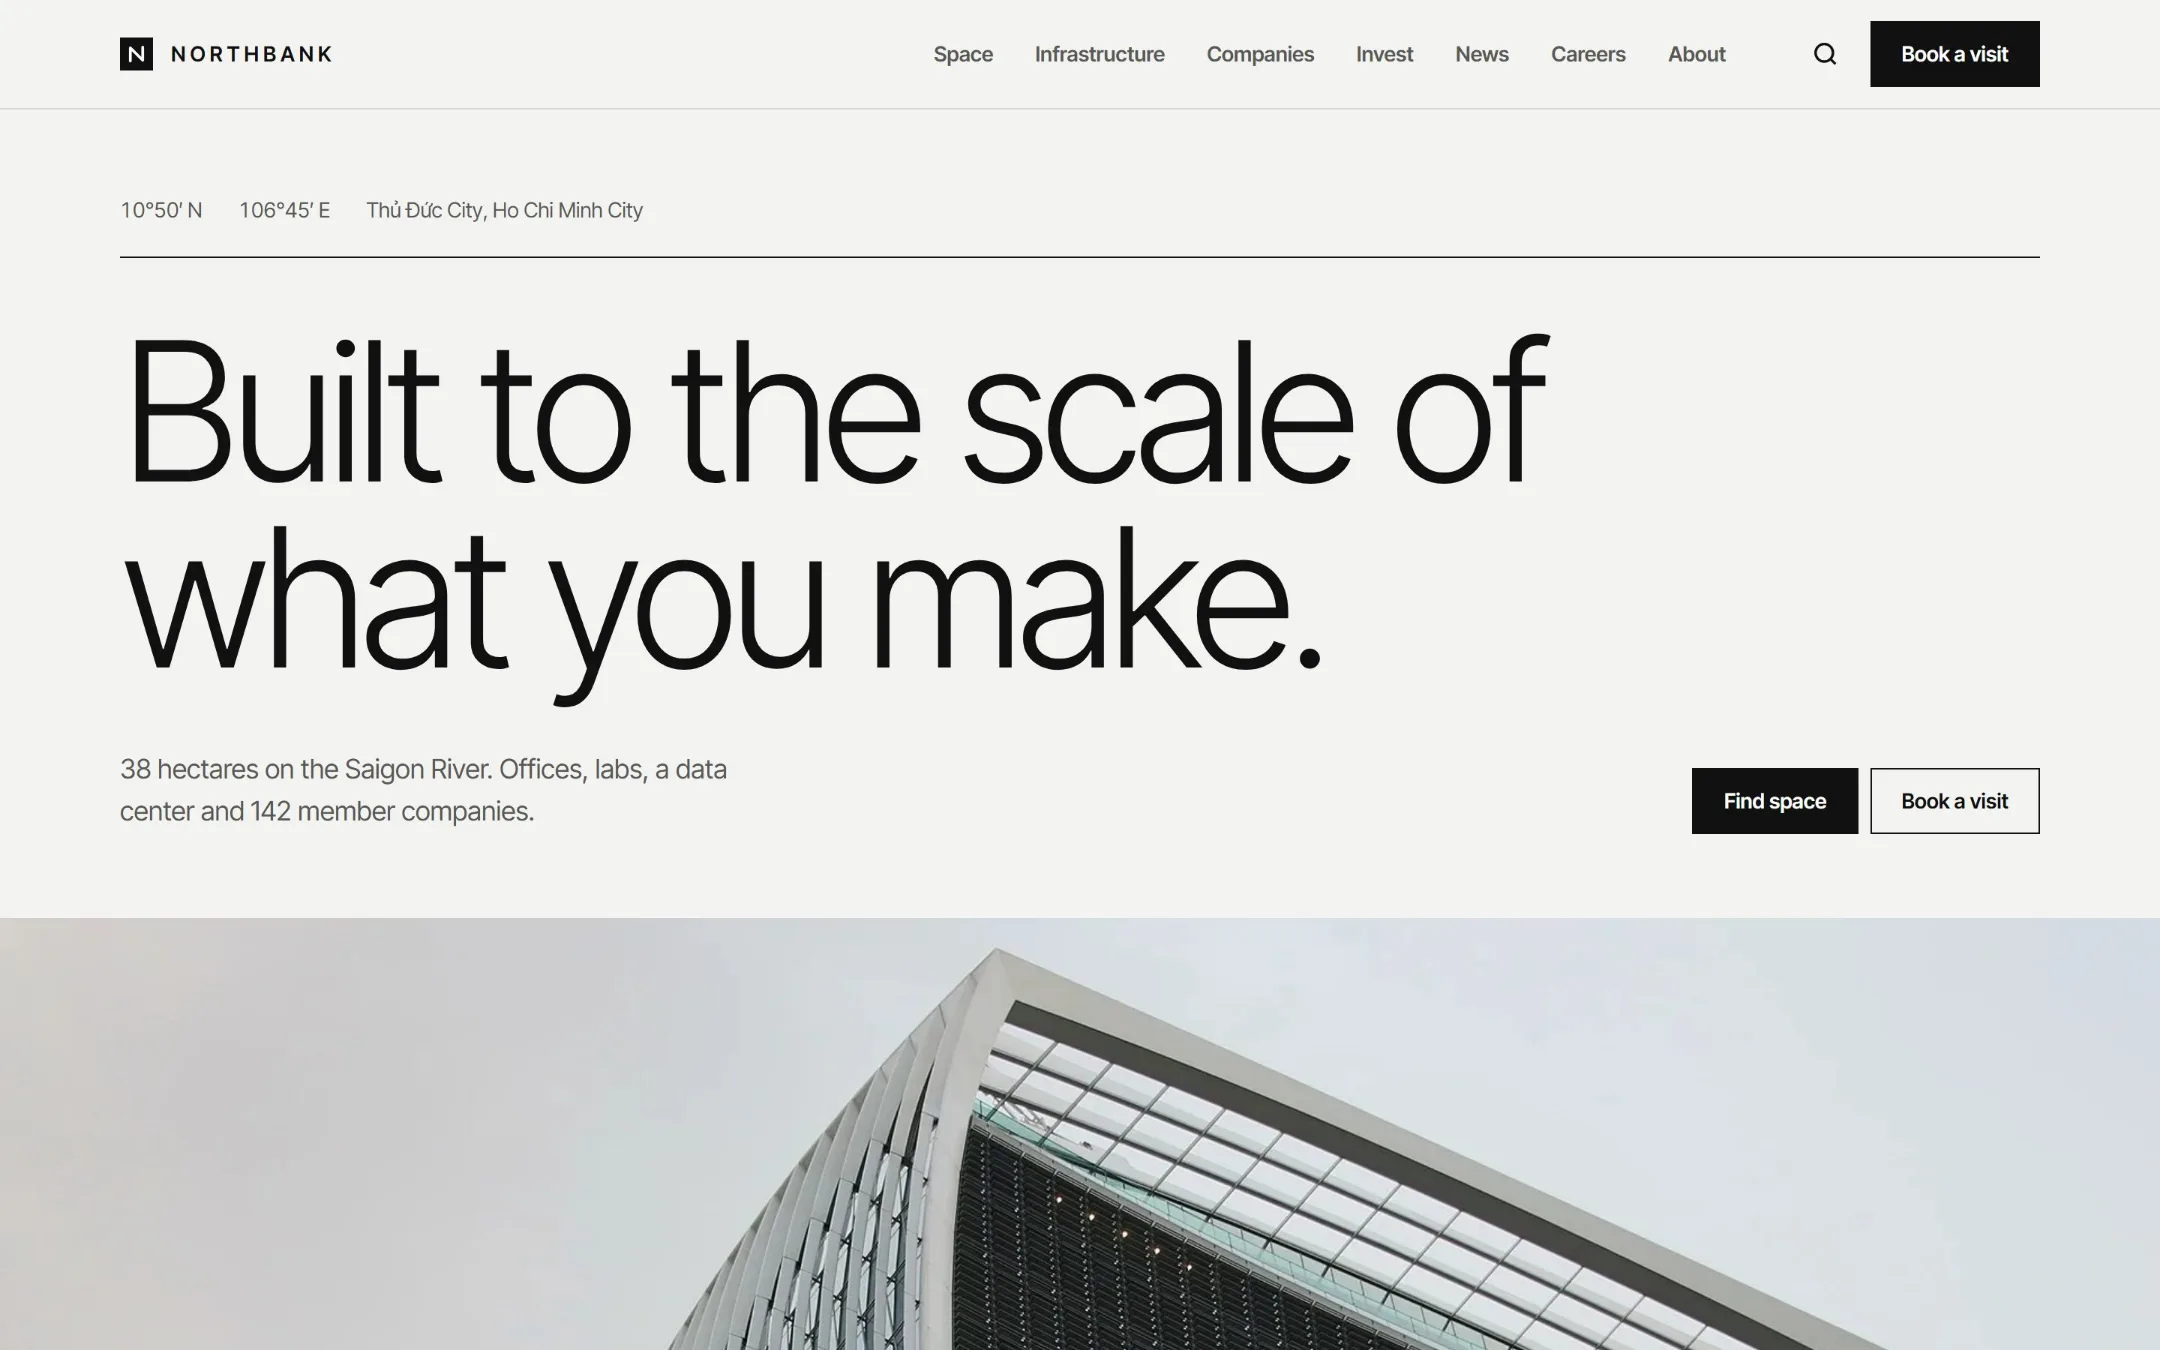 N NORTHBANK
Space Infrastructure Companies Invest News Careers About Book a visit
10°50′ N 106°45′ E Thủ Đức City, Ho Chi Minh City
Built to the scale of
what you make.
38 hectares on the Saigon River. Offices, labs, a data
center and 142 member companies.
Find space Book a visit